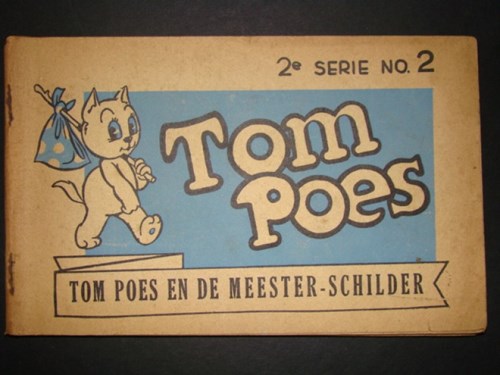 2e SERIE NO. 2
Tom
Poes
TOM POES EN DE MEESTER-SCHILDER